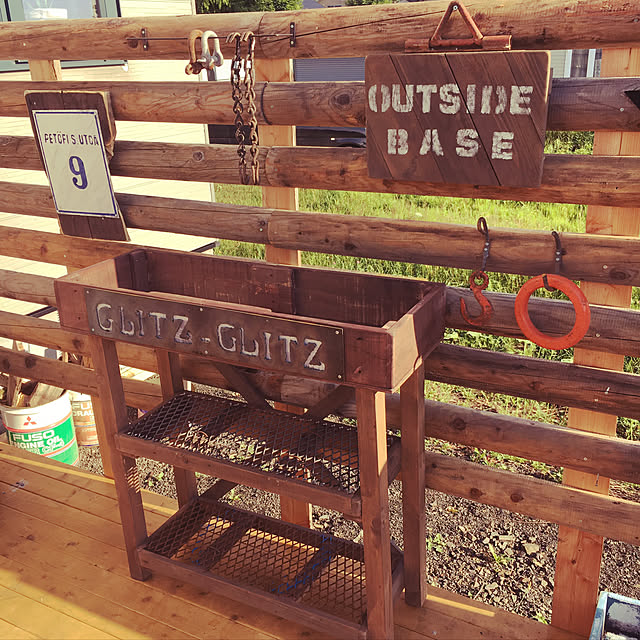 OUTSIDE
BASE
PETŐFI S. UTCA
9
GLITZ-GLITZ
FUSO
ENGINE OIL